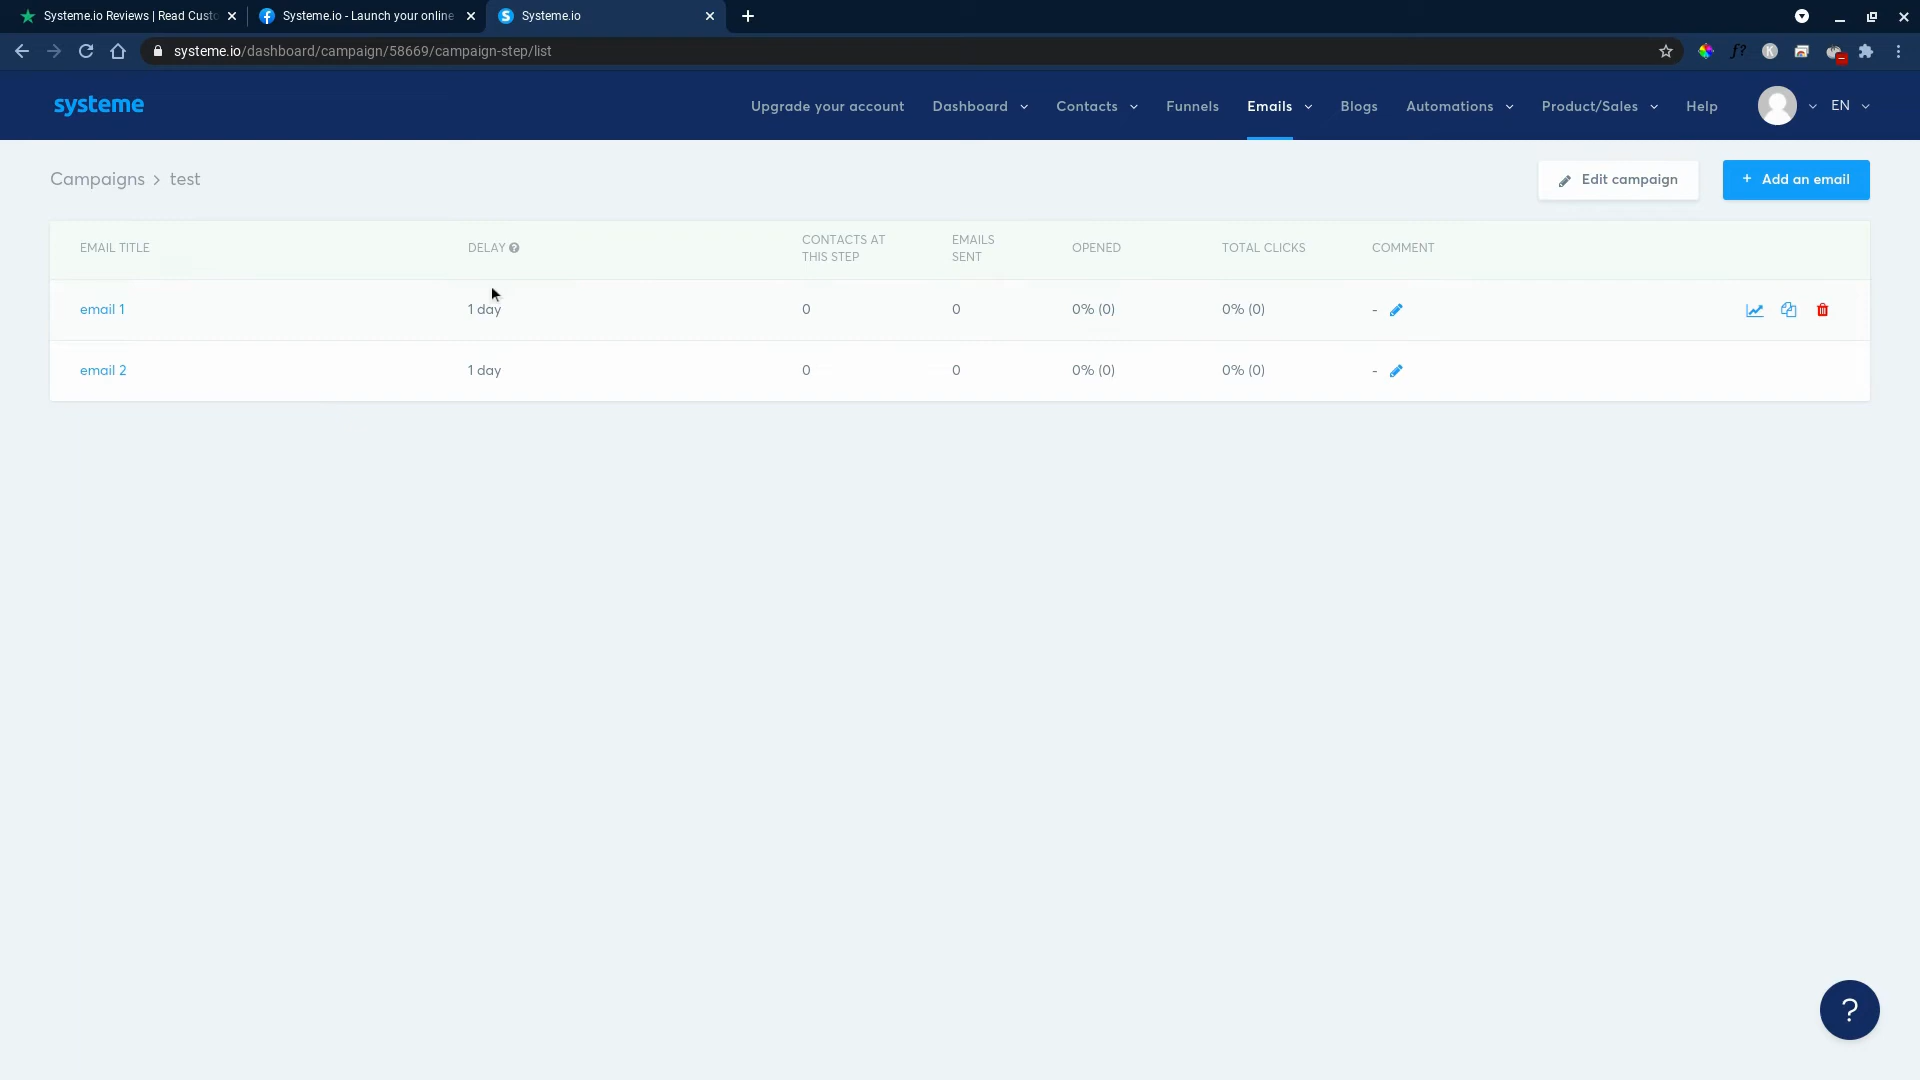 Systeme.io Reviews | Read Custo
Systeme.io - Launch your online
Systeme.io
systeme.io/dashboard/campaign/58669/campaign-step/list
f?
K
systeme
Upgrade your account
Dashboard
Contacts
Funnels
Emails
Blogs
Automations
Product/Sales
Help
EN
Campaigns > test
Edit campaign
+ Add an email
EMAIL TITLE
DELAY ?
CONTACTS AT
THIS STEP
EMAILS
SENT
OPENED
TOTAL CLICKS
COMMENT
email 1
1 day
0
0
0% (0)
0% (0)
-
email 2
1 day
0
0
0% (0)
0% (0)
-
?